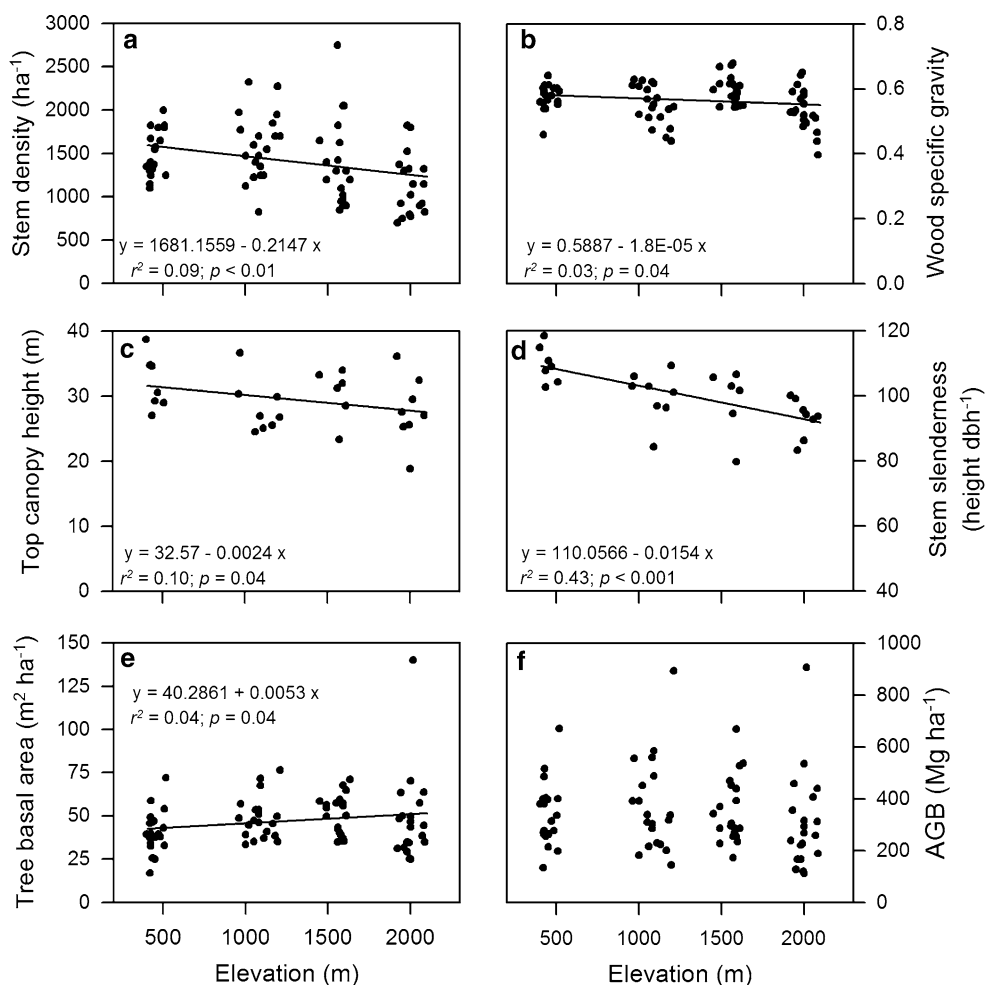 a
3000
2500
2000
1500
1000
500
0
Stem density (ha-1)
y = 1681.1559 - 0.2147 x
r2 = 0.09; p < 0.01
b
0.8
0.6
0.4
0.2
0.0
Wood specific gravity
y = 0.5887 - 1.8E-05 x
r2 = 0.03; p = 0.04
c
40
30
20
10
0
Top canopy height (m)
y = 32.57 - 0.0024 x
r2 = 0.10; p = 0.04
d
120
100
80
60
40
Stem slenderness
(height dbh-1)
y = 110.0566 - 0.0154 x
r2 = 0.43; p < 0.001
e
150
125
100
75
50
25
0
Tree basal area (m2 ha-1)
y = 40.2861 + 0.0053 x
r2 = 0.04; p = 0.04
500 1000 1500 2000
Elevation (m)
f
1000
800
600
400
200
0
AGB (Mg ha-1)
500 1000 1500 2000
Elevation (m)